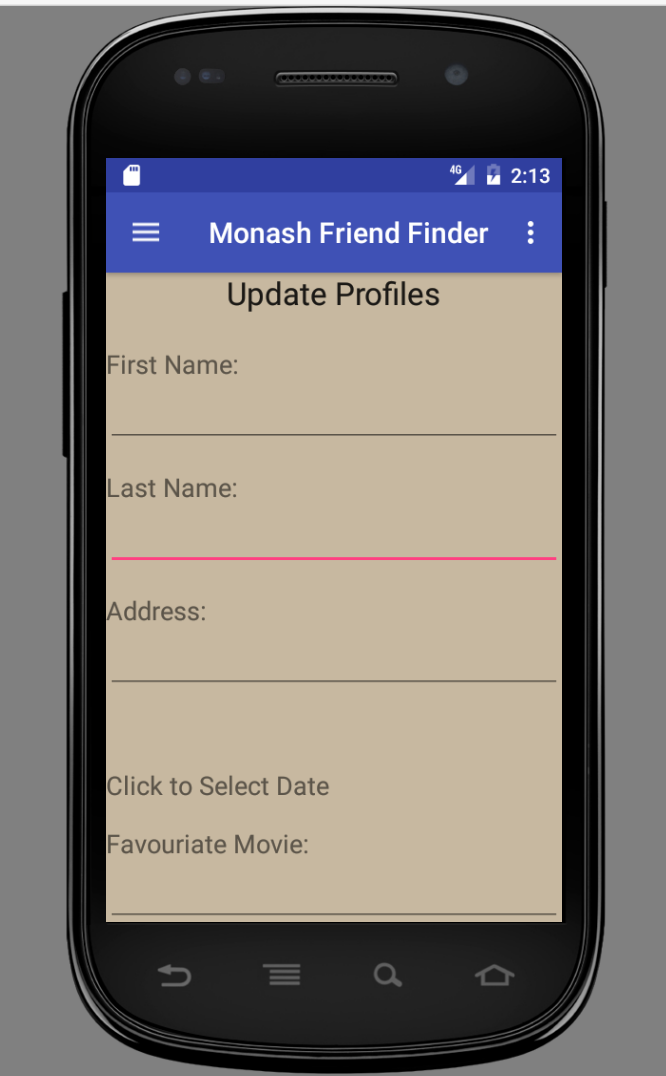 4G 2:13
Monash Friend Finder
Update Profiles
First Name:
Last Name:
Address:
Click to Select Date
Favouriate Movie: